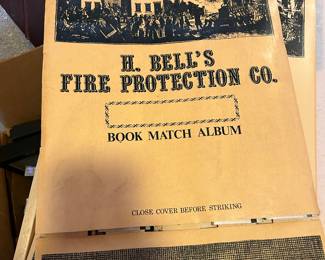 H. BELL'S
FIRE PROTECTION CO.
BOOK MATCH ALBUM
CLOSE COVER BEFORE STRIKING